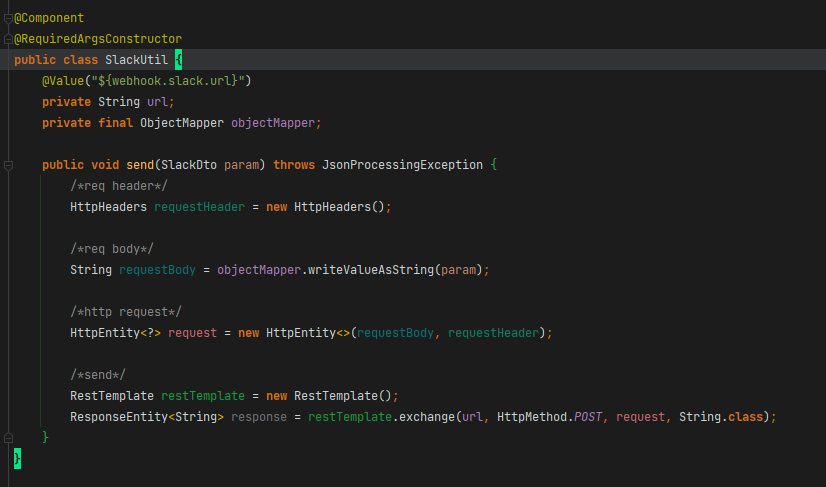 @Component
@RequiredArgsConstructor
public class SlackUtil {
    @Value("${webhook.slack.url}")
    private String url;
    private final ObjectMapper objectMapper;

    public void send(SlackDto param) throws JsonProcessingException {
        /*req header*/
        HttpHeaders requestHeader = new HttpHeaders();

        /*req body*/
        String requestBody = objectMapper.writeValueAsString(param);

        /*http request*/
        HttpEntity<?> request = new HttpEntity<>(requestBody, requestHeader);

        /*send*/
        RestTemplate restTemplate = new RestTemplate();
        ResponseEntity<String> response = restTemplate.exchange(url, HttpMethod.POST, request, String.class);
    }
}